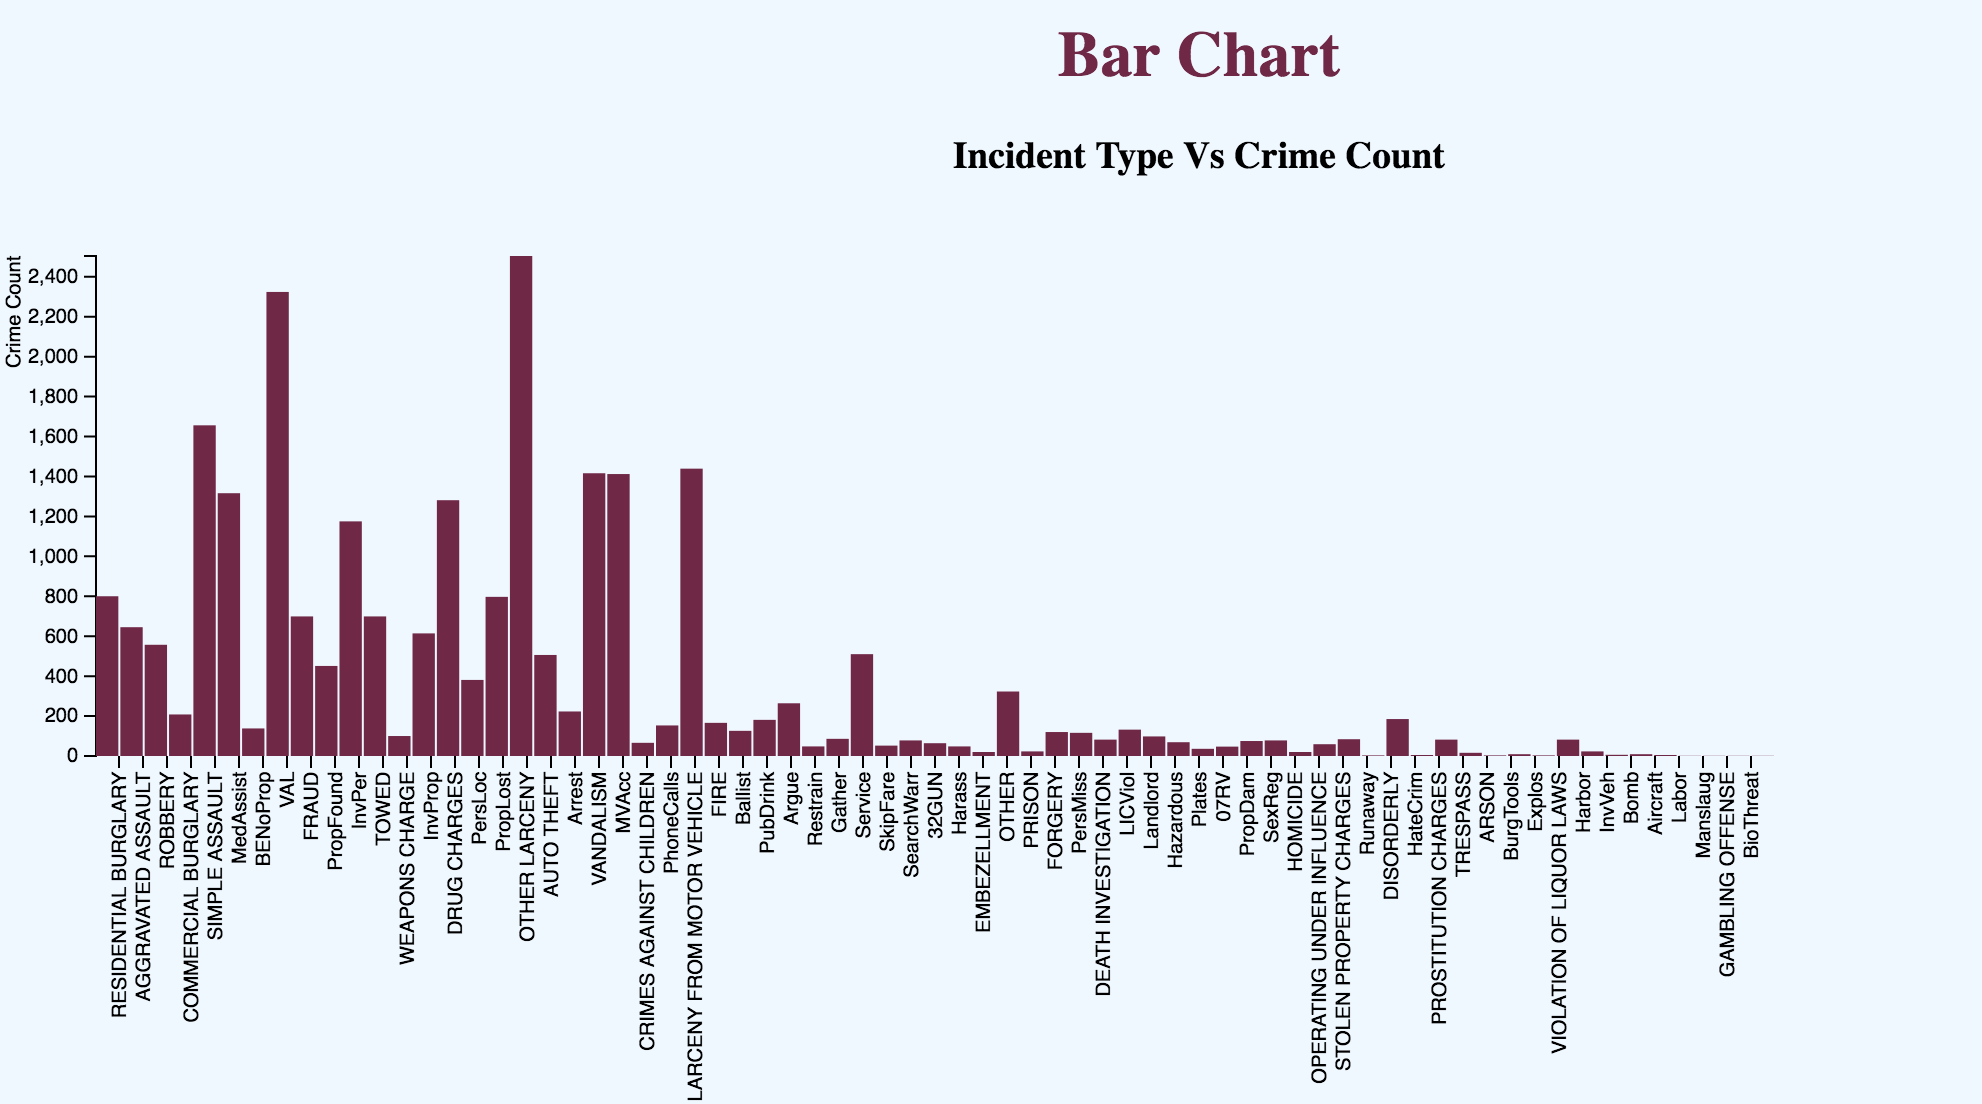 Bar Chart
Incident Type Vs Crime Count
Crime Count
2,400
2,200
2,000
1,800
1,600
1,400
1,200
1,000
800
600
400
200
0
RESIDENTIAL BURGLARY
AGGRAVATED ASSAULT
ROBBERY
COMMERCIAL BURGLARY
SIMPLE ASSAULT
MedAssist
BENoProp
VAL
FRAUD
PropFound
InvPer
TOWED
WEAPONS CHARGE
InvProp
DRUG CHARGES
PersLoc
PropLost
OTHER LARCENY
AUTO THEFT
Arrest
VANDALISM
MVAcc
CRIMES AGAINST CHILDREN
PhoneCalls
LARCENY FROM MOTOR VEHICLE
FIRE
Ballist
PubDrink
Argue
Restrain
Gather
Service
SkipFare
SearchWarr
32GUN
Harass
EMBEZELLMENT
OTHER
PRISON
FORGERY
PersMiss
DEATH INVESTIGATION
LICViol
Landlord
Hazardous
Plates
07RV
PropDam
SexReg
HOMICIDE
OPERATING UNDER INFLUENCE
STOLEN PROPERTY CHARGES
Runaway
DISORDERLY
HateCrim
PROSTITUTION CHARGES
TRESPASS
ARSON
BurgTools
Explos
VIOLATION OF LIQUOR LAWS
Harbor
InvVeh
Bomb
Aircraft
Labor
Manslaug
GAMBLING OFFENSE
BioThreat